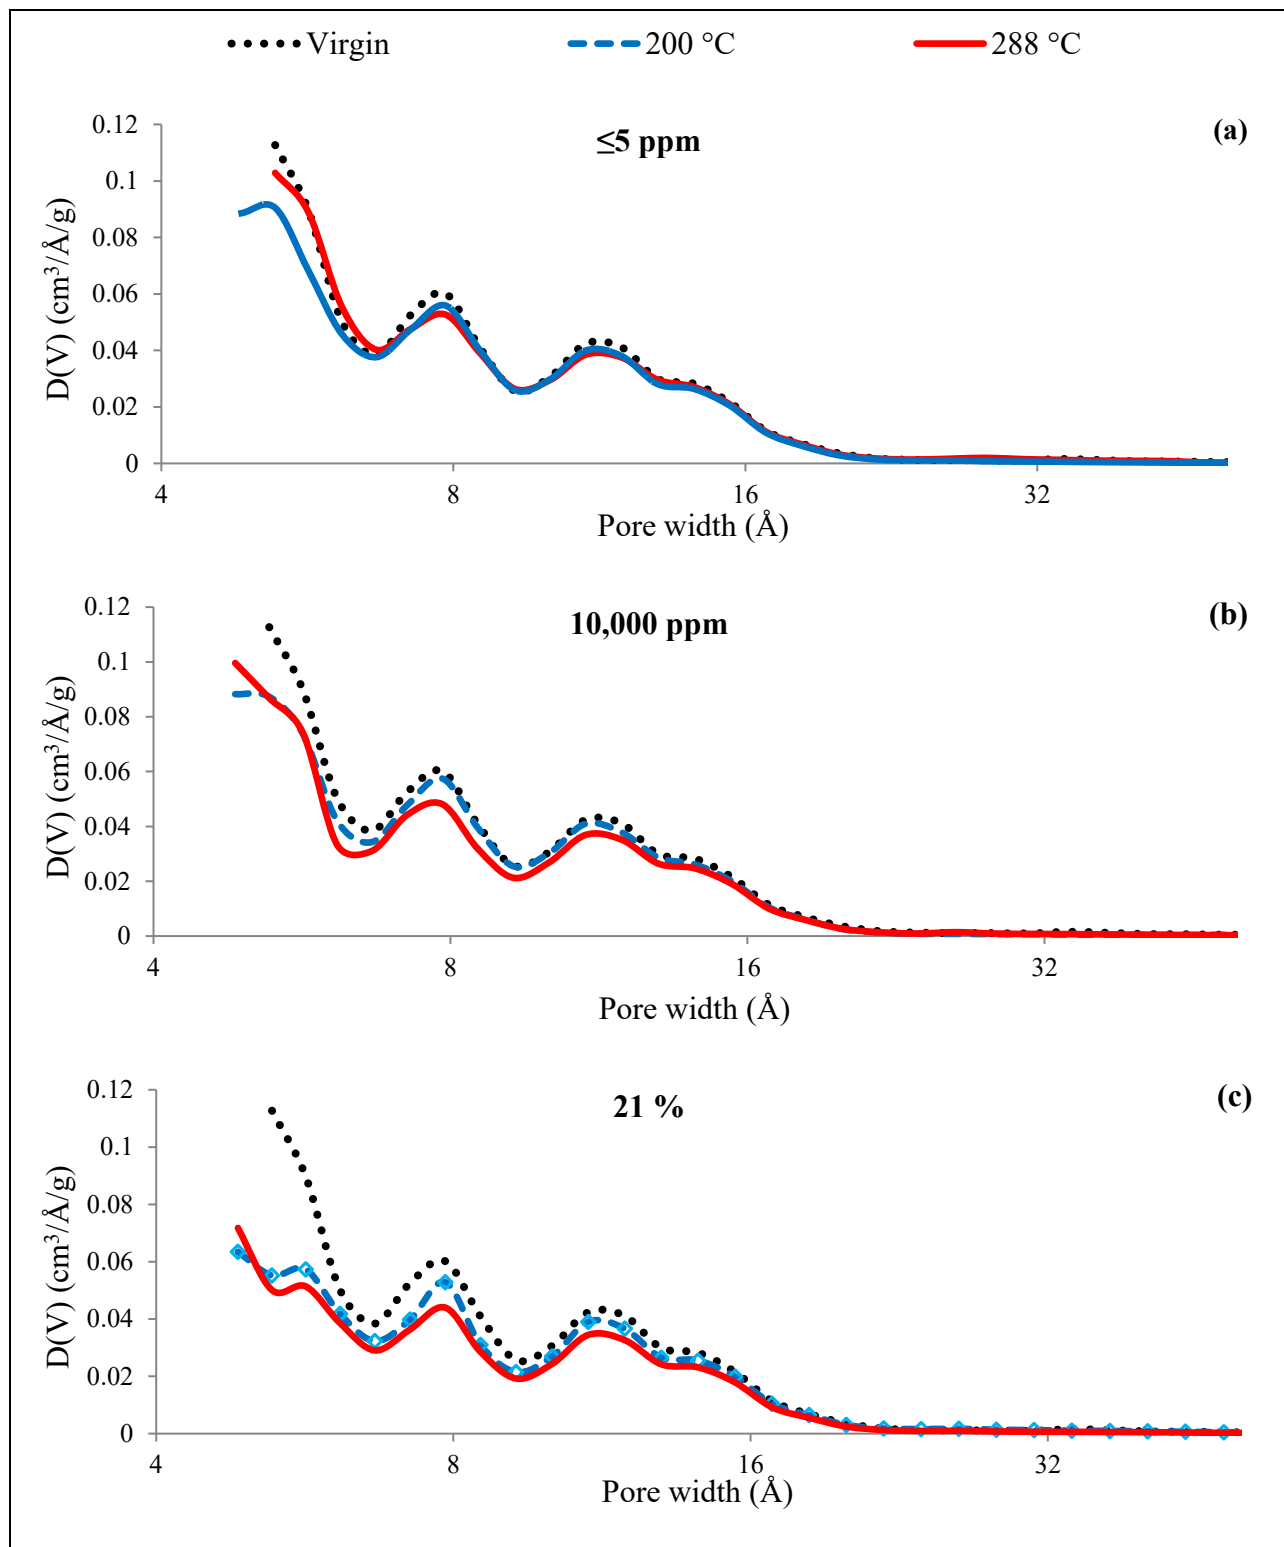 Virgin 200 °C 288 °C
(a)
≤5 ppm
0.12
0.1
0.08
0.06
0.04
0.02
0
D(V) (cm³/Å/g)
4 8 16 32
Pore width (Å)
(b)
10,000 ppm
0.12
0.1
0.08
0.06
0.04
0.02
0
D(V) (cm³/Å/g)
4 8 16 32
Pore width (Å)
(c)
21 %
0.12
0.1
0.08
0.06
0.04
0.02
0
D(V) (cm³/Å/g)
4 8 16 32
Pore width (Å)